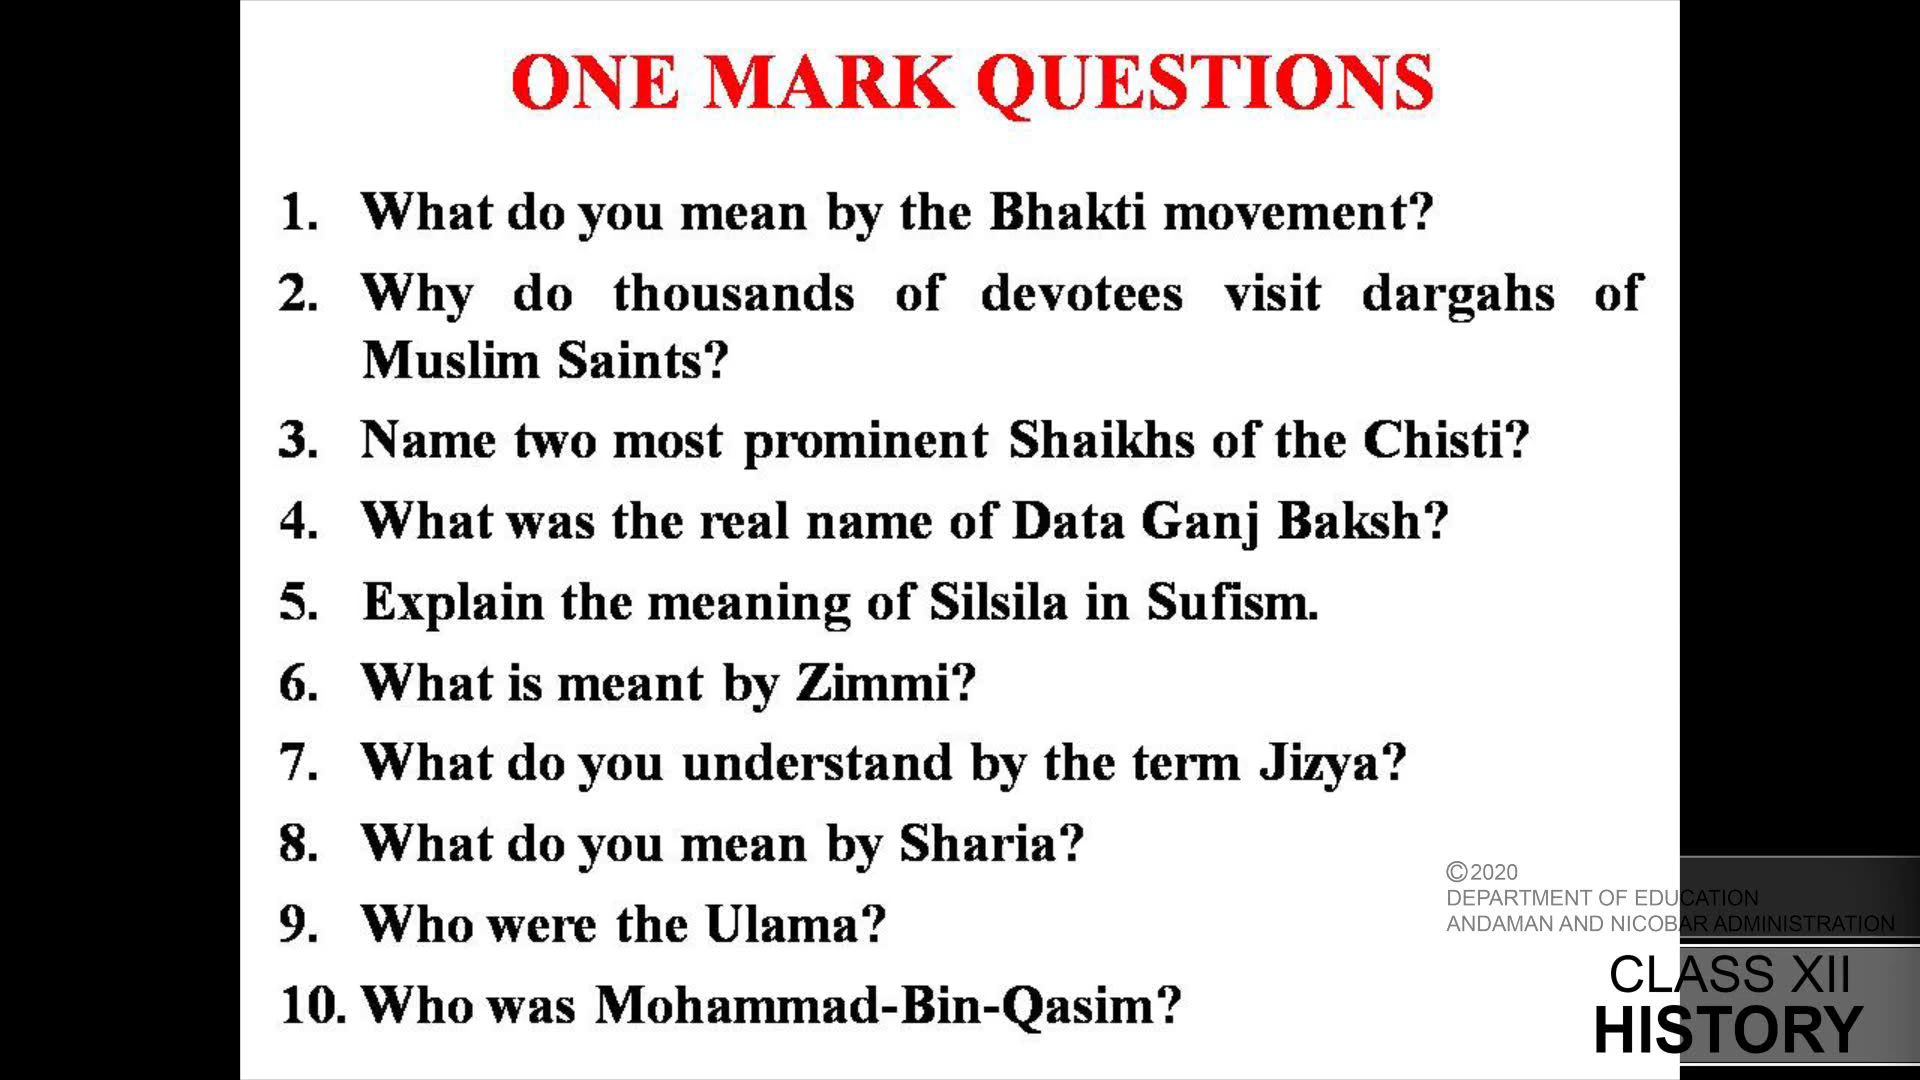 ONE MARK QUESTIONS
1. What do you mean by the Bhakti movement?
2. Why do thousands of devotees visit dargahs of
Muslim Saints?
3. Name two most prominent Shaikhs of the Chisti?
4. What was the real name of Data Ganj Baksh?
5. Explain the meaning of Silsila in Sufism.
6. What is meant by Zimmi?
7. What do you understand by the term Jizya?
8. What do you mean by Sharia?
9. Who were the Ulama?
10. Who was Mohammad-Bin-Qasim?
©2020
DEPARTMENT OF EDUCATION
ANDAMAN AND NICOBAR ADMINISTRATION
CLASS XII
HISTORY